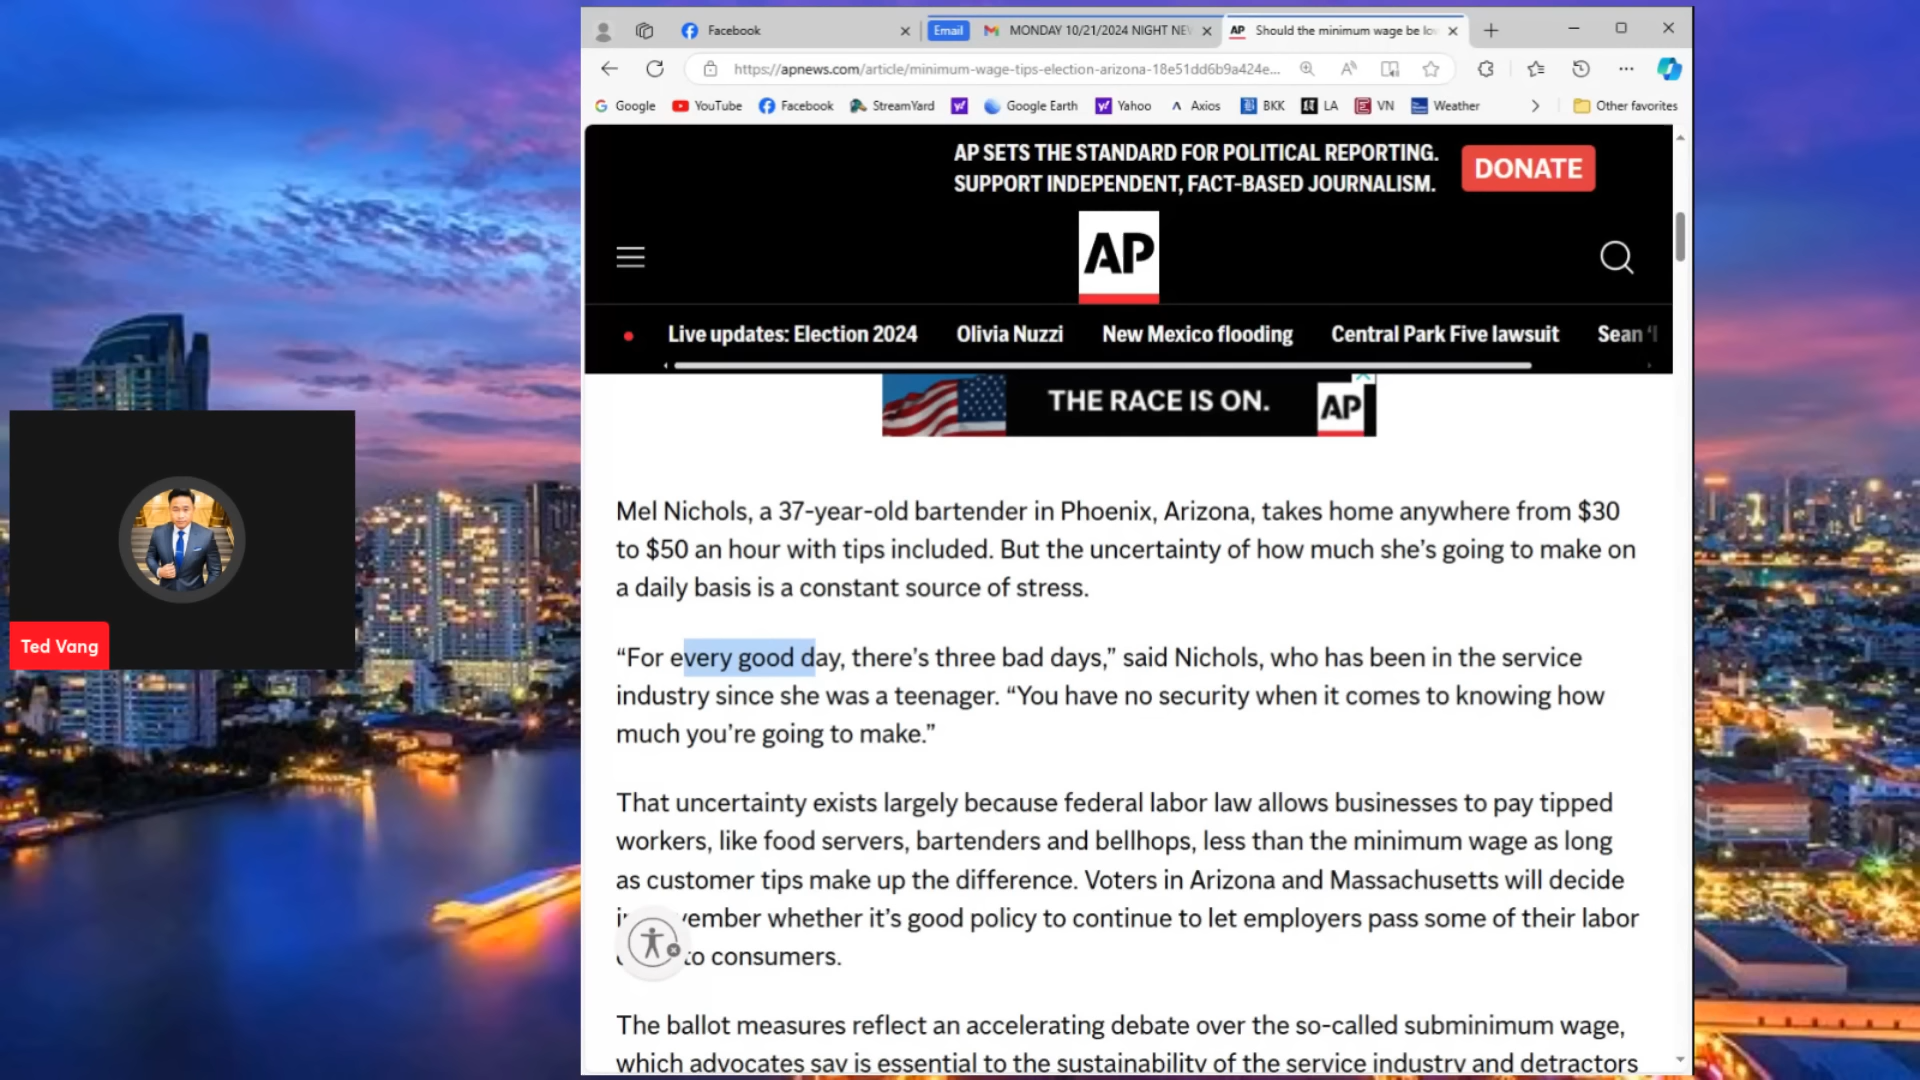 Facebook
Email
MONDAY 10/21/2024 NIGHT NE
AP
Should the minimum wage be lo
https://apnews.com/article/minimum-wage-tips-election-arizona-18e51dd6b9a424e...
Google
YouTube
Facebook
StreamYard
Google Earth
Yahoo
Axios
BKK
LA
VN
Weather
Other favorites
AP SETS THE STANDARD FOR POLITICAL REPORTING.
SUPPORT INDEPENDENT, FACT-BASED JOURNALISM.
DONATE
AP
Live updates: Election 2024
Olivia Nuzzi
New Mexico flooding
Central Park Five lawsuit
Sean
THE RACE IS ON.
AP
Mel Nichols, a 37-year-old bartender in Phoenix, Arizona, takes home anywhere from $30
to $50 an hour with tips included. But the uncertainty of how much she’s going to make on
a daily basis is a constant source of stress.
“For every good day, there’s three bad days,” said Nichols, who has been in the service
industry since she was a teenager. “You have no security when it comes to knowing how
much you’re going to make.”
That uncertainty exists largely because federal labor law allows businesses to pay tipped
workers, like food servers, bartenders and bellhops, less than the minimum wage as long
as customer tips make up the difference. Voters in Arizona and Massachusetts will decide
vember whether it’s good policy to continue to let employers pass some of their labor
to consumers.
The ballot measures reflect an accelerating debate over the so-called subminimum wage,
which advocates say is essential to the sustainability of the service industry and detractors
Ted Vang